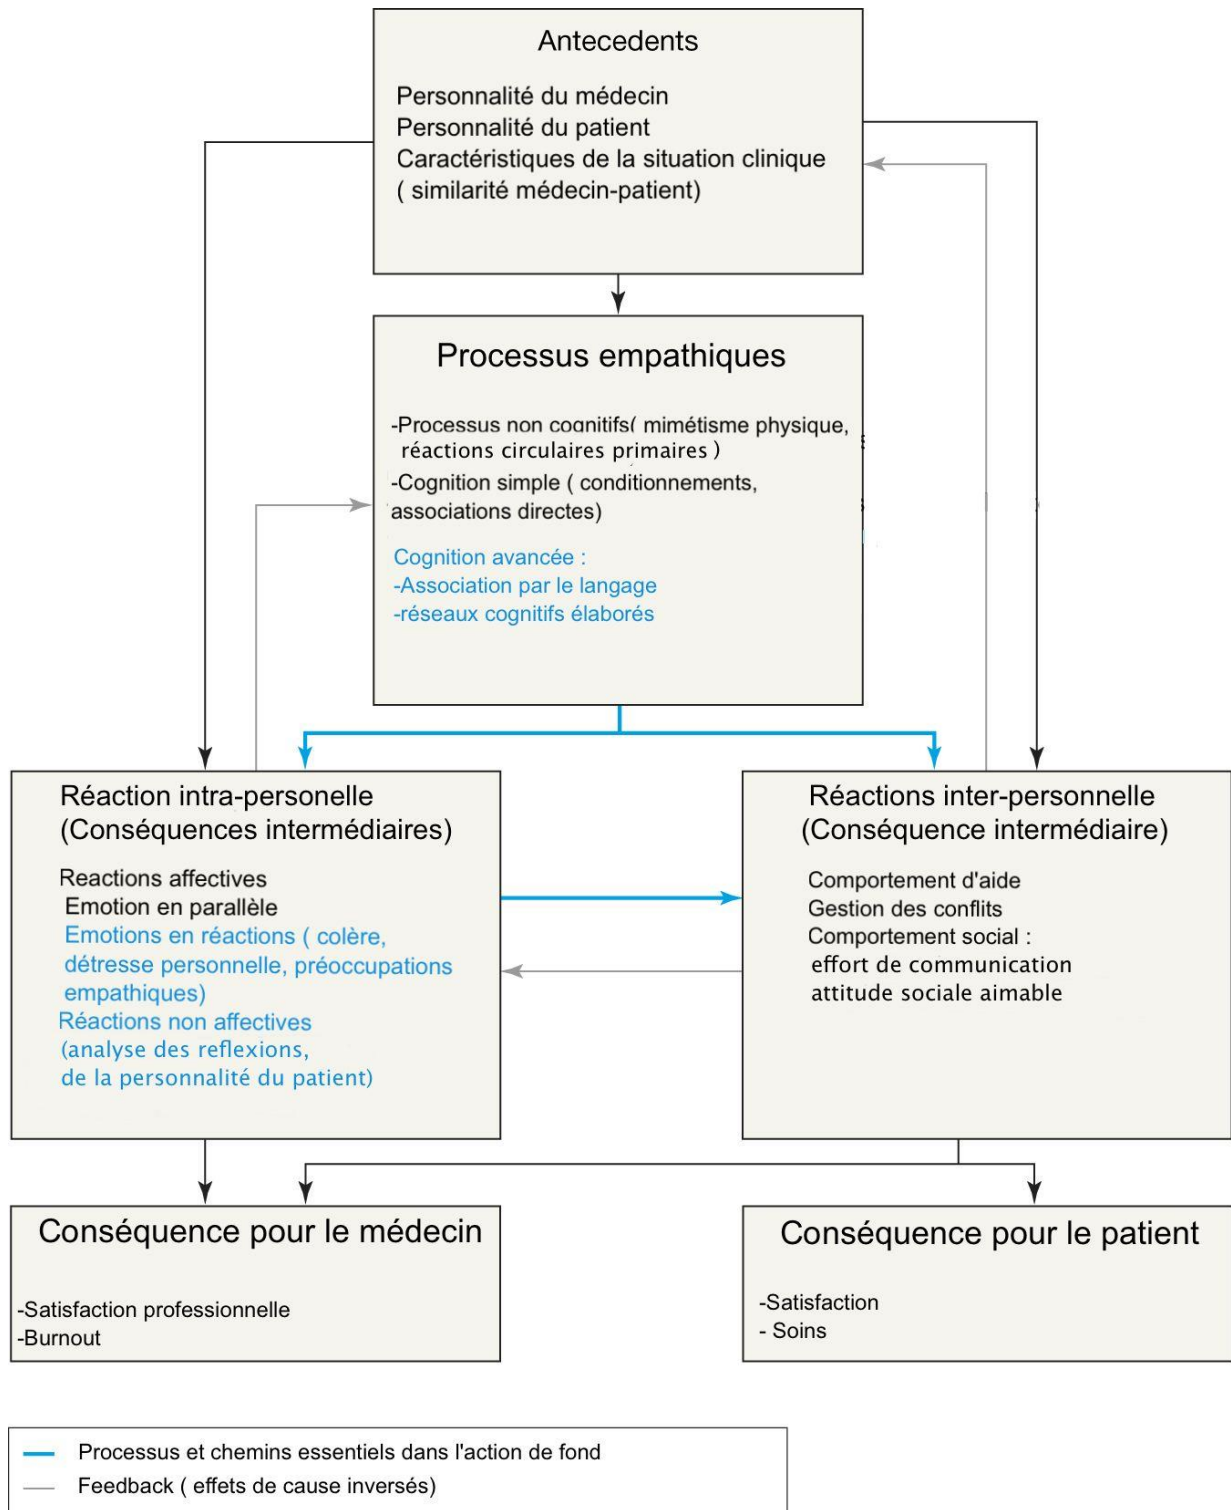 Antecedents
Personnalité du médecin
Personnalité du patient
Caractéristiques de la situation clinique
( similarité médecin-patient)
Processus empathiques
-Processus non cognitifs( mimétisme physique,
réactions circulaires primaires )
-Cognition simple ( conditionnements,
associations directes)
Cognition avancée :
-Association par le langage
-réseaux cognitifs élaborés
Réaction intra-personelle
(Conséquences intermédiaires)
Reactions affectives
Emotion en parallèle
Emotions en réactions ( colère,
détresse personnelle, préoccupations
empathiques)
Réactions non affectives
(analyse des reflexions,
de la personnalité du patient)
Réactions inter-personnelle
(Conséquence intermédiaire)
Comportement d'aide
Gestion des conflits
Comportement social :
effort de communication
attitude sociale aimable
Conséquence pour le médecin
-Satisfaction professionnelle
-Burnout
Conséquence pour le patient
-Satisfaction
- Soins
Processus et chemins essentiels dans l'action de fond
Feedback ( effets de cause inversés)